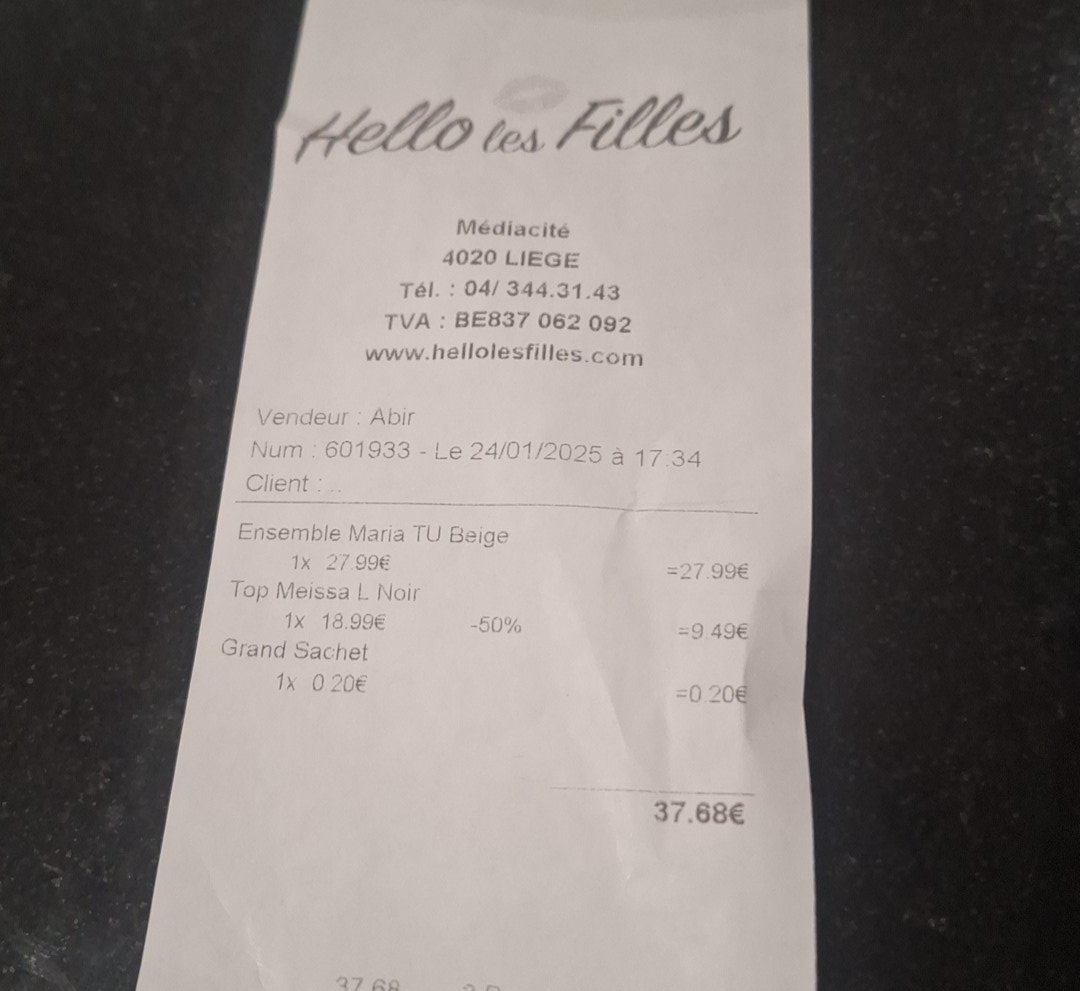 Hello les Filles
Médiacité
4020 LIEGE
Tél. : 04/ 344.31.43
TVA : BE837 062 092
www.hellolesfilles.com
Vendeur : Abir
Num : 601933 - Le 24/01/2025 à 17:34
Client : ..
Ensemble Maria TU Beige
1x 27.99€ =27.99€
Top Meissa L Noir
1x 18.99€ -50% =9.49€
Grand Sachet
1x 0.20€ =0.20€
37.68€
37.68